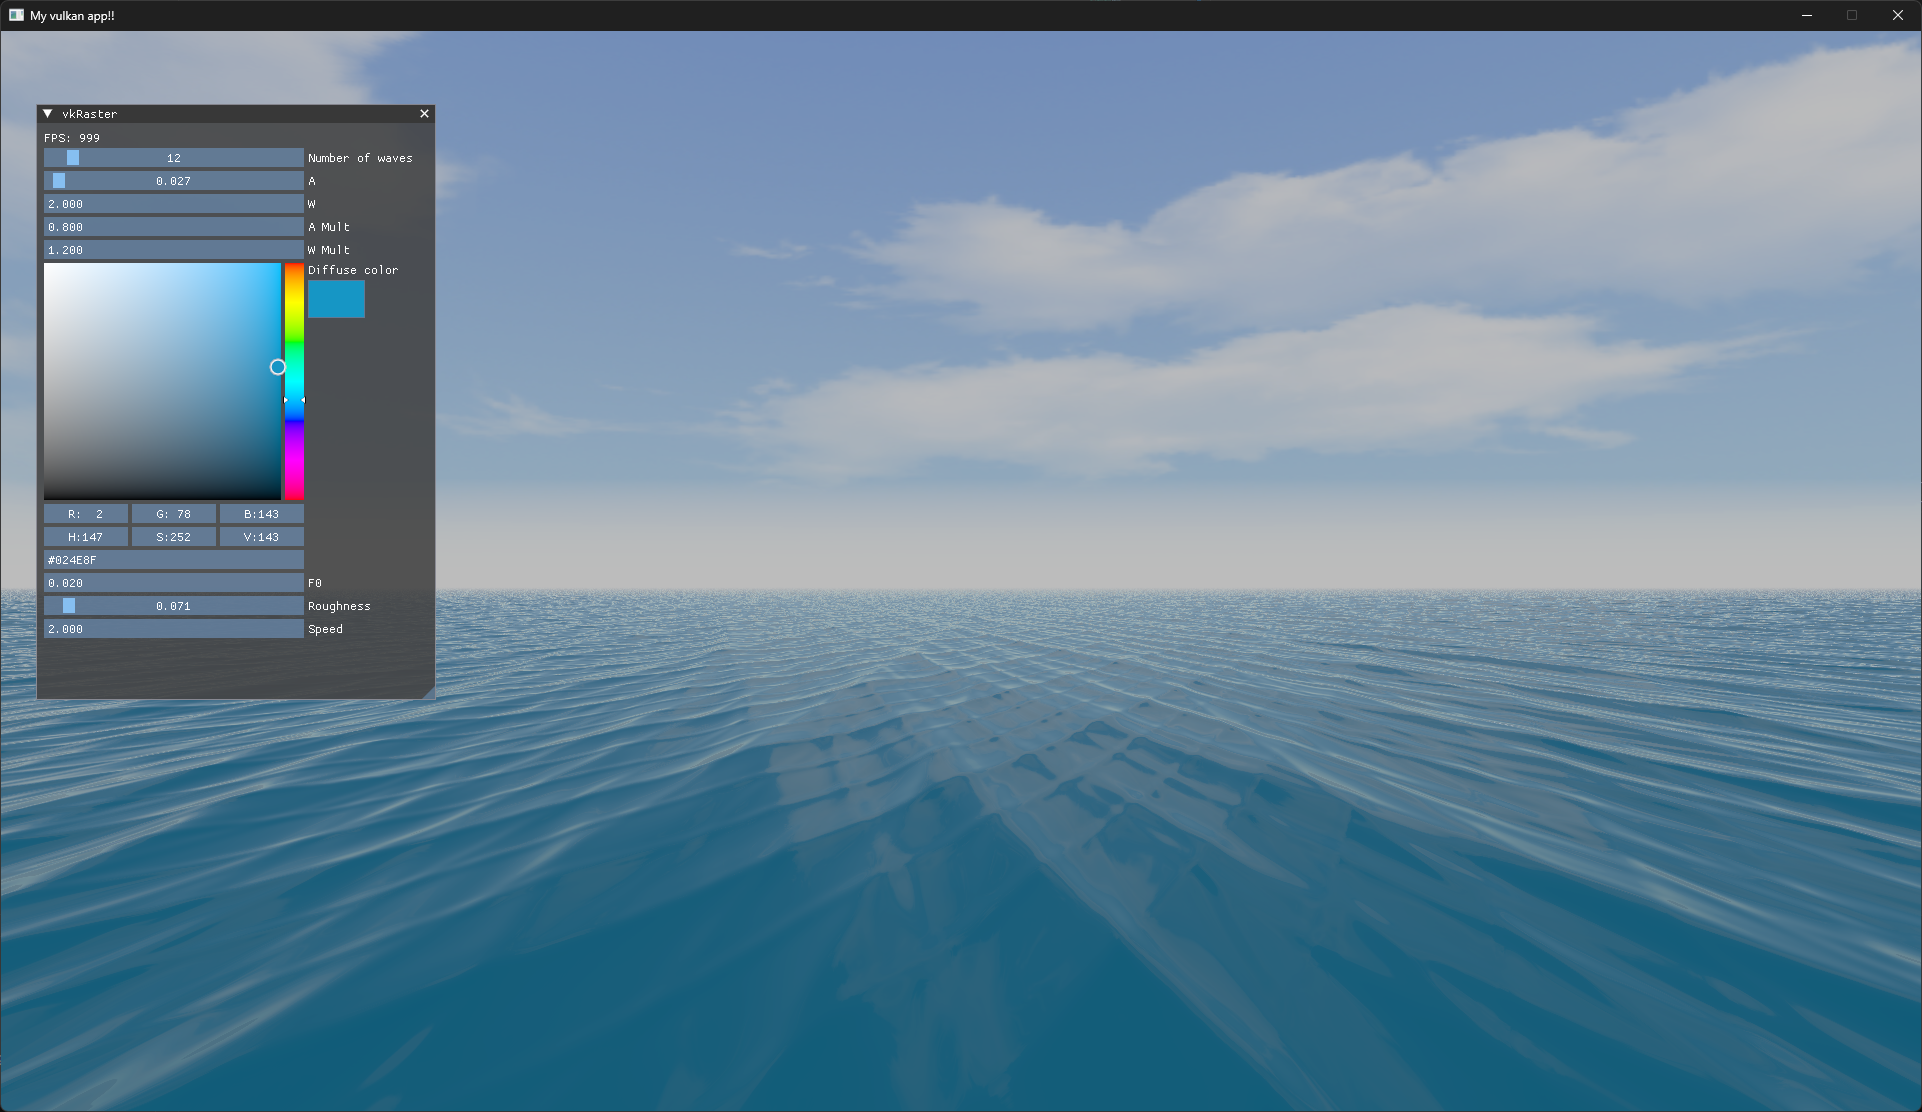 My vulkan app!!
vkRaster
FPS: 999
12 Number of waves
0.027 A
2.000 W
0.800 A Mult
1.200 W Mult
Diffuse color
R: 2 G: 78 B:143
H:147 S:252 V:143
#024E8F
0.020 F0
0.071 Roughness
2.000 Speed